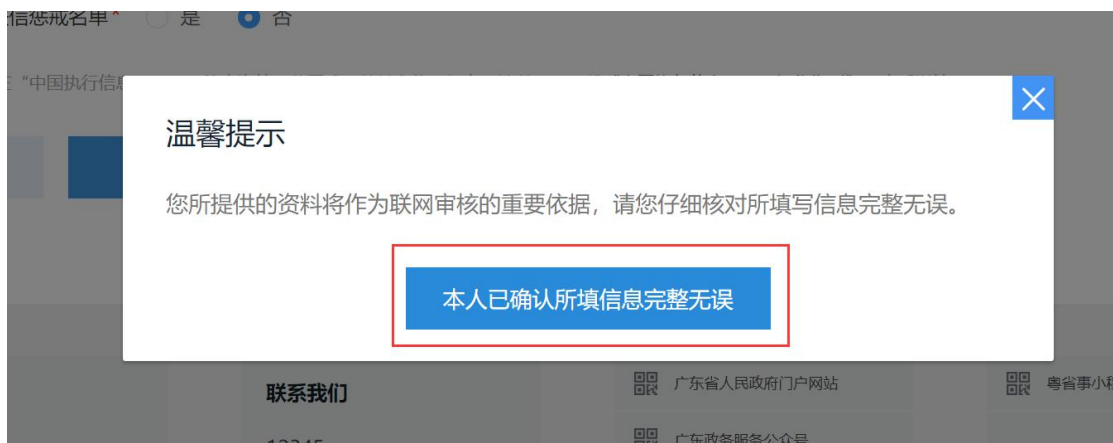 信惩戒名单* 是 否
“中国执行信息
温馨提示
您所提供的资料将作为联网审核的重要依据，请您仔细核对所填写信息完整无误。
本人已确认所填信息完整无误
联系我们
广东省人民政府门户网站
粤省事小程
12345
广东政务服务公众号